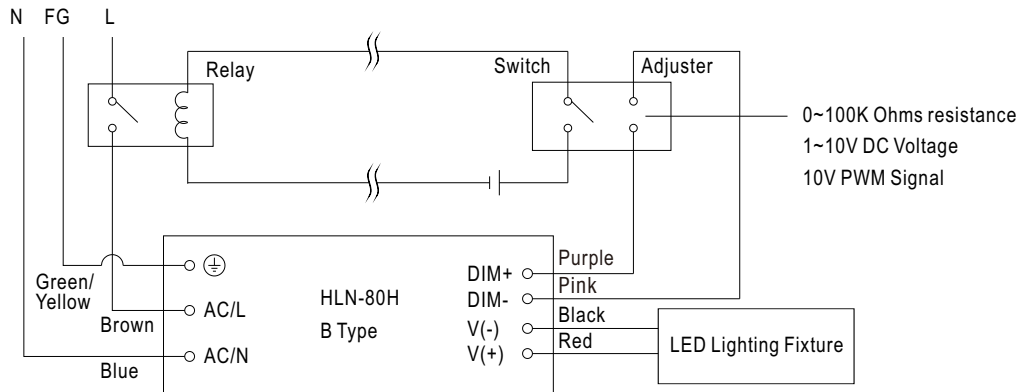 N FG L
Relay
Switch
Adjuster
0~100K Ohms resistance
1~10V DC Voltage
10V PWM Signal
Green/
Yellow
Brown
Blue
AC/L
AC/N
HLN-80H
B Type
DIM+
DIM-
V(-)
V(+)
Purple
Pink
Black
Red
LED Lighting Fixture